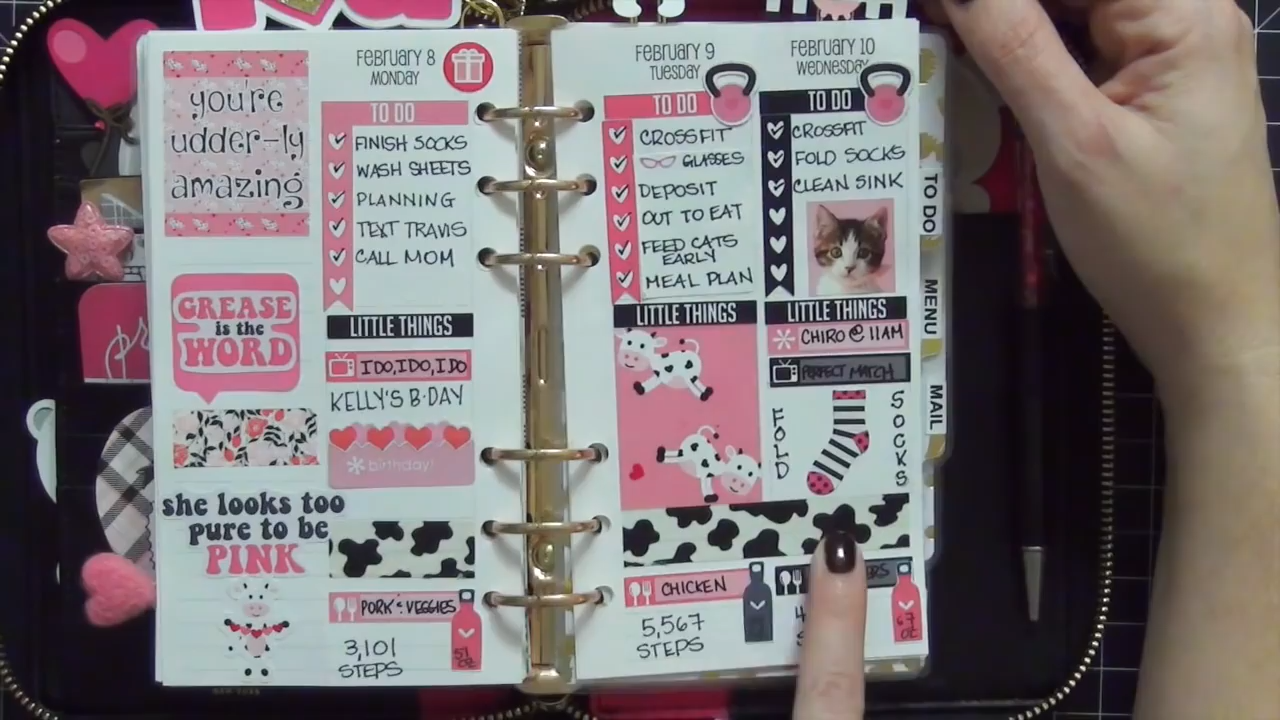 you're
udder-ly
amazing
GREASE
is the
WORD
she looks too
pure to be
PINK
FEBRUARY 8
MONDAY
TO DO
FINISH SOCKS
WASH SHEETS
PLANNING
TEXT TRAVIS
CALL MOM
LITTLE THINGS
I DO, I DO, I DO
KELLY'S B-DAY
birthday!
PORK & VEGGIES
3,101
STEPS
51
OZ
FEBRUARY 9
TUESDAY
TO DO
CROSSFIT
GLASSES
DEPOSIT
OUT TO EAT
FEED CATS
EARLY
MEAL PLAN
LITTLE THINGS
CHICKEN
5,567
STEPS
FEBRUARY 10
WEDNESDAY
TO DO
CROSSFIT
FOLD SOCKS
CLEAN SINK
LITTLE THINGS
CHIRO @ 11AM
PERFECT MATCH
FOLD
SOCKS
67
OZ
TO DO
MENU
MAIL